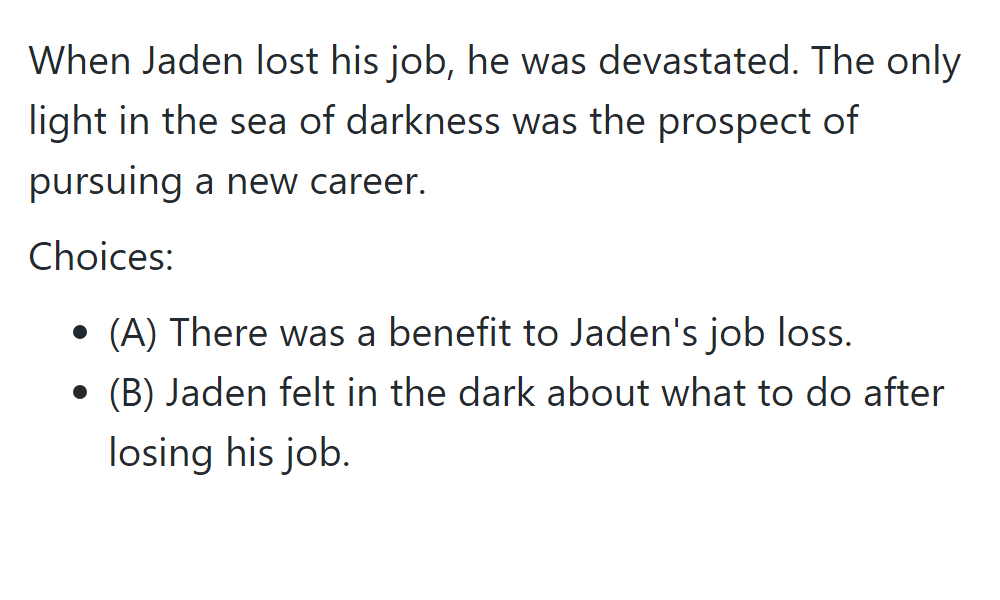 When Jaden lost his job, he was devastated. The only
light in the sea of darkness was the prospect of
pursuing a new career.
Choices:
• (A) There was a benefit to Jaden's job loss.
• (B) Jaden felt in the dark about what to do after
losing his job.